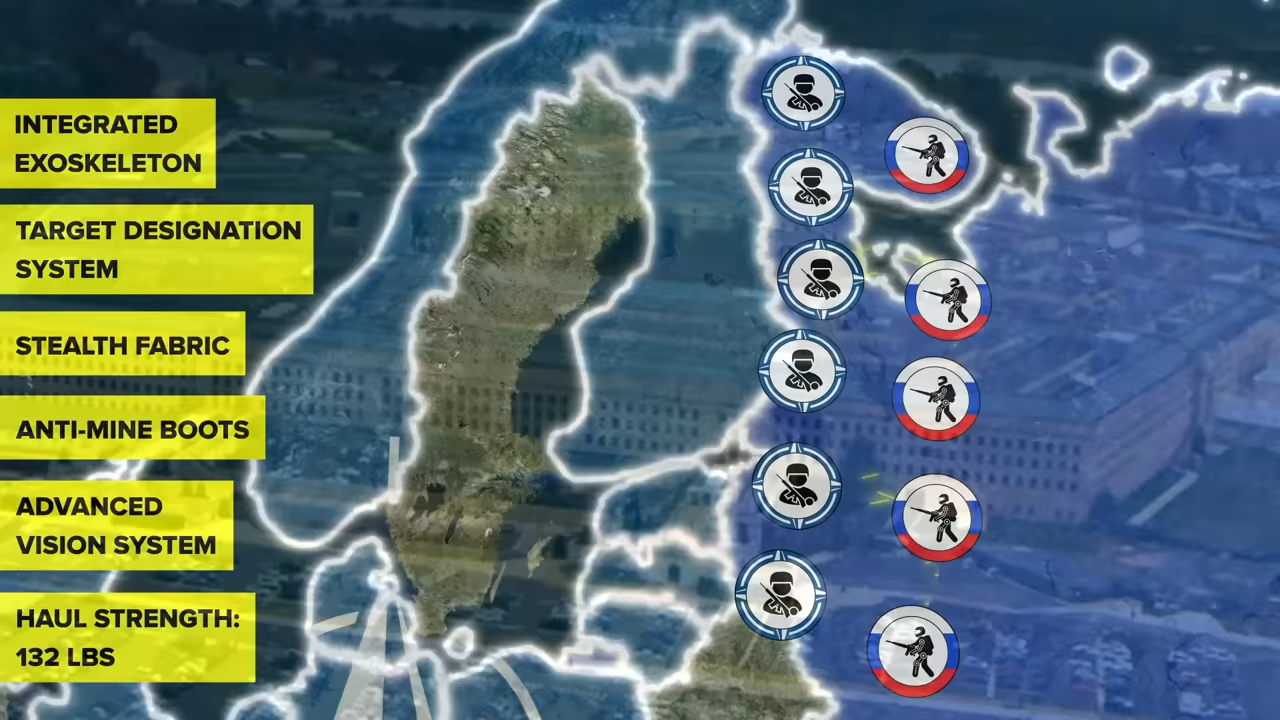 INTEGRATED
EXOSKELETON
TARGET DESIGNATION
SYSTEM
STEALTH FABRIC
ANTI-MINE BOOTS
ADVANCED
VISION SYSTEM
HAUL STRENGTH:
132 LBS